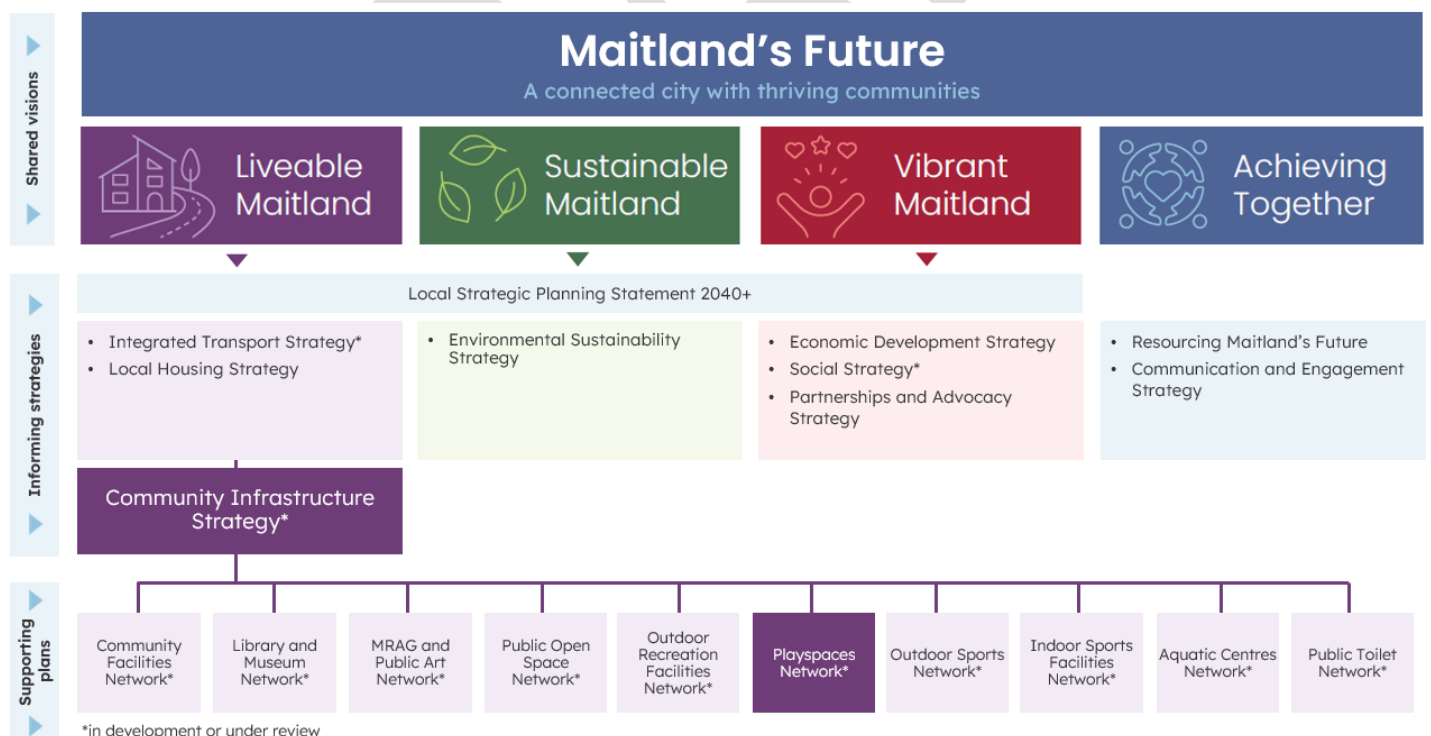 Shared visions
Maitland's Future
A connected city with thriving communities
Liveable
Maitland
Sustainable
Maitland
Vibrant
Maitland
Achieving
Together
Informing strategies
Local Strategic Planning Statement 2040+
• Integrated Transport Strategy*
• Local Housing Strategy
• Environmental Sustainability
Strategy
• Economic Development Strategy
• Social Strategy*
• Partnerships and Advocacy
Strategy
• Resourcing Maitland's Future
• Communication and Engagement
Strategy
Community Infrastructure
Strategy*
Supporting
plans
Community
Facilities
Network*
Library and
Museum
Network*
MRAG and
Public Art
Network*
Public Open
Space
Network*
Outdoor
Recreation
Facilities
Network*
Playspaces
Network*
Outdoor Sports
Network*
Indoor Sports
Facilities
Network*
Aquatic Centres
Network*
Public Toilet
Network*
*in development or under review